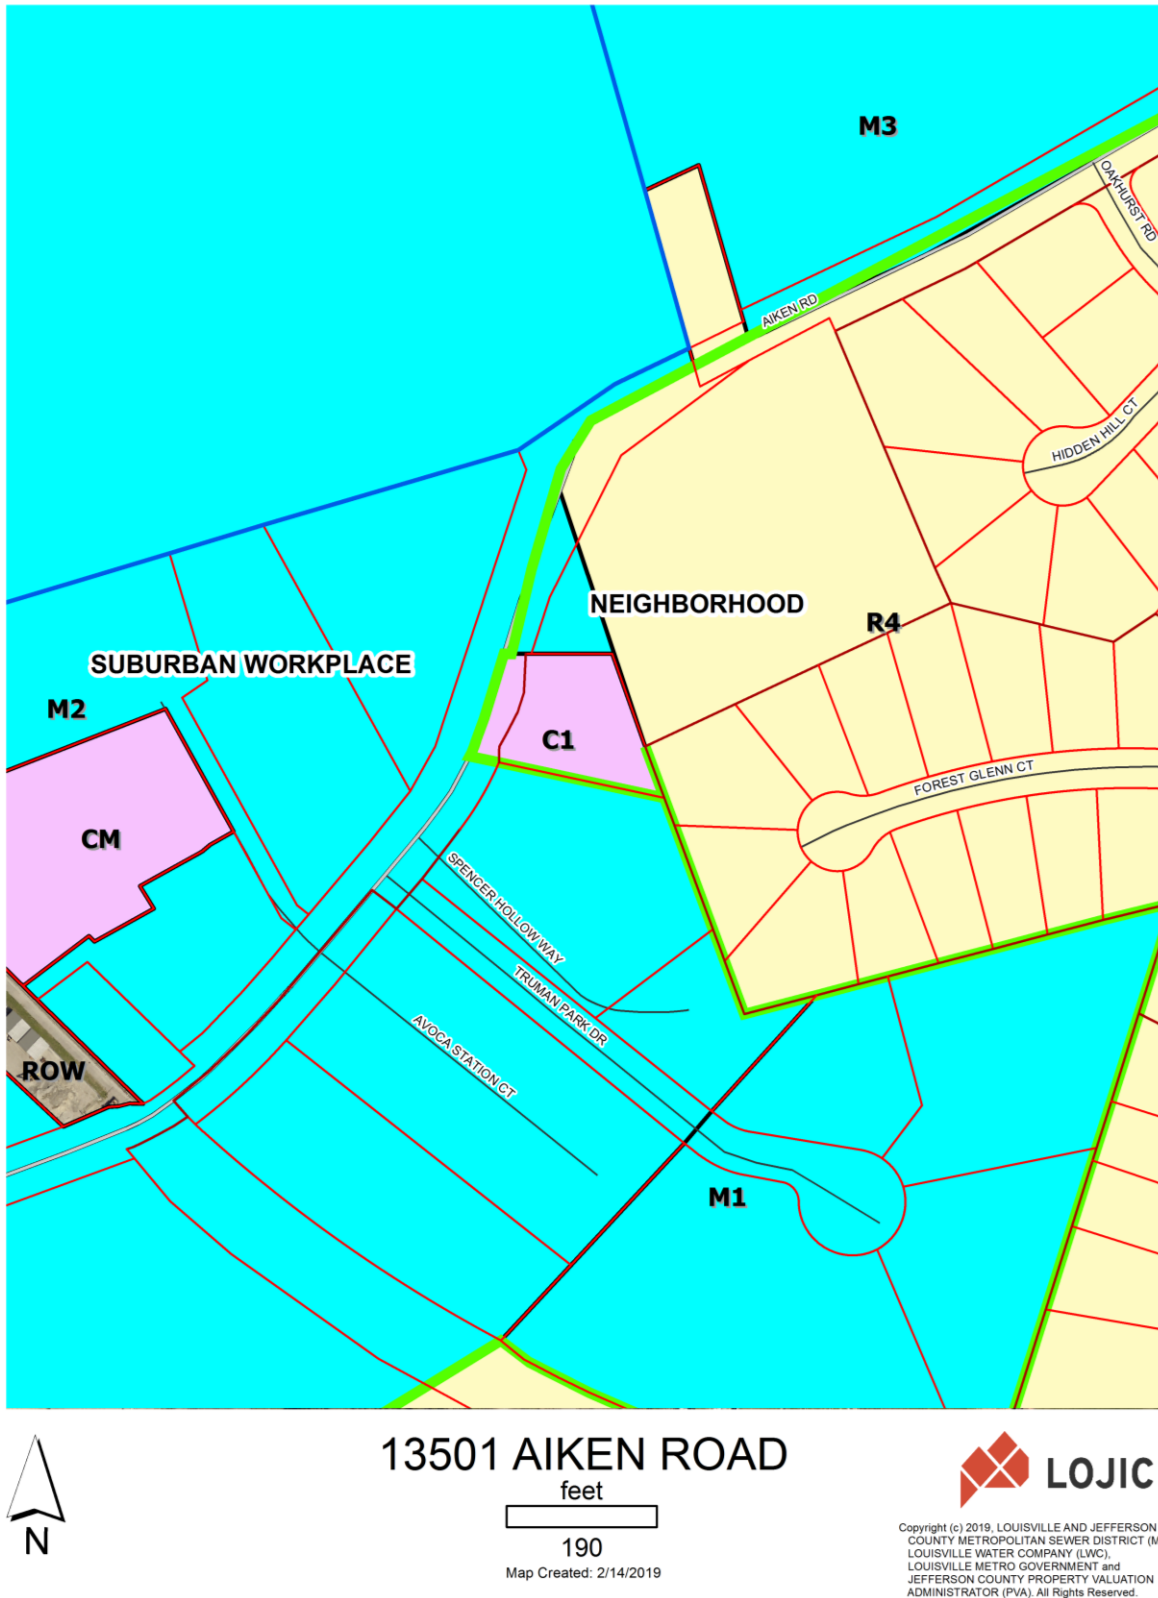 M3
OAKHURST RD
AIKEN RD
HIDDEN HILL CT
NEIGHBORHOOD
R4
SUBURBAN WORKPLACE
M2
C1
FOREST GLENN CT
CM
SPENCER HOLLOW WAY
TRUMAN PARK DR
AVOCA STATION CT
ROW
M1
13501 AIKEN ROAD
feet
190
Map Created: 2/14/2019
N
LOJIC
Copyright (c) 2019, LOUISVILLE AND JEFFERSON
COUNTY METROPOLITAN SEWER DISTRICT (M
LOUISVILLE WATER COMPANY (LWC),
LOUISVILLE METRO GOVERNMENT and
JEFFERSON COUNTY PROPERTY VALUATION
ADMINISTRATOR (PVA). All Rights Reserved.